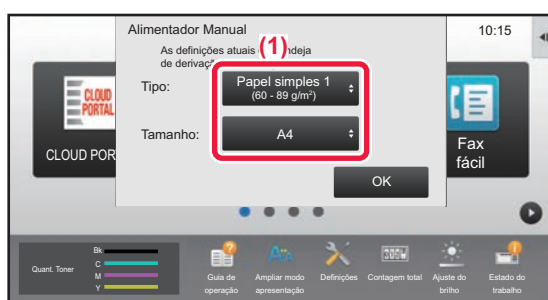 Alimentador Manual
10:15
As definições atuais
de derivação
(1)
Tipo:
Papel simples 1
(60 - 89 g/m²)
Tamanho:
A4
OK
CLOUD
PORTAL
CLOUD POR
Fax
fácil
Quant. Toner
Bk
C
M
Y
Guia de
operação
Ampliar modo
apresentação
Definições
Contagem total
Ajuste do
brilho
Estado do
trabalho